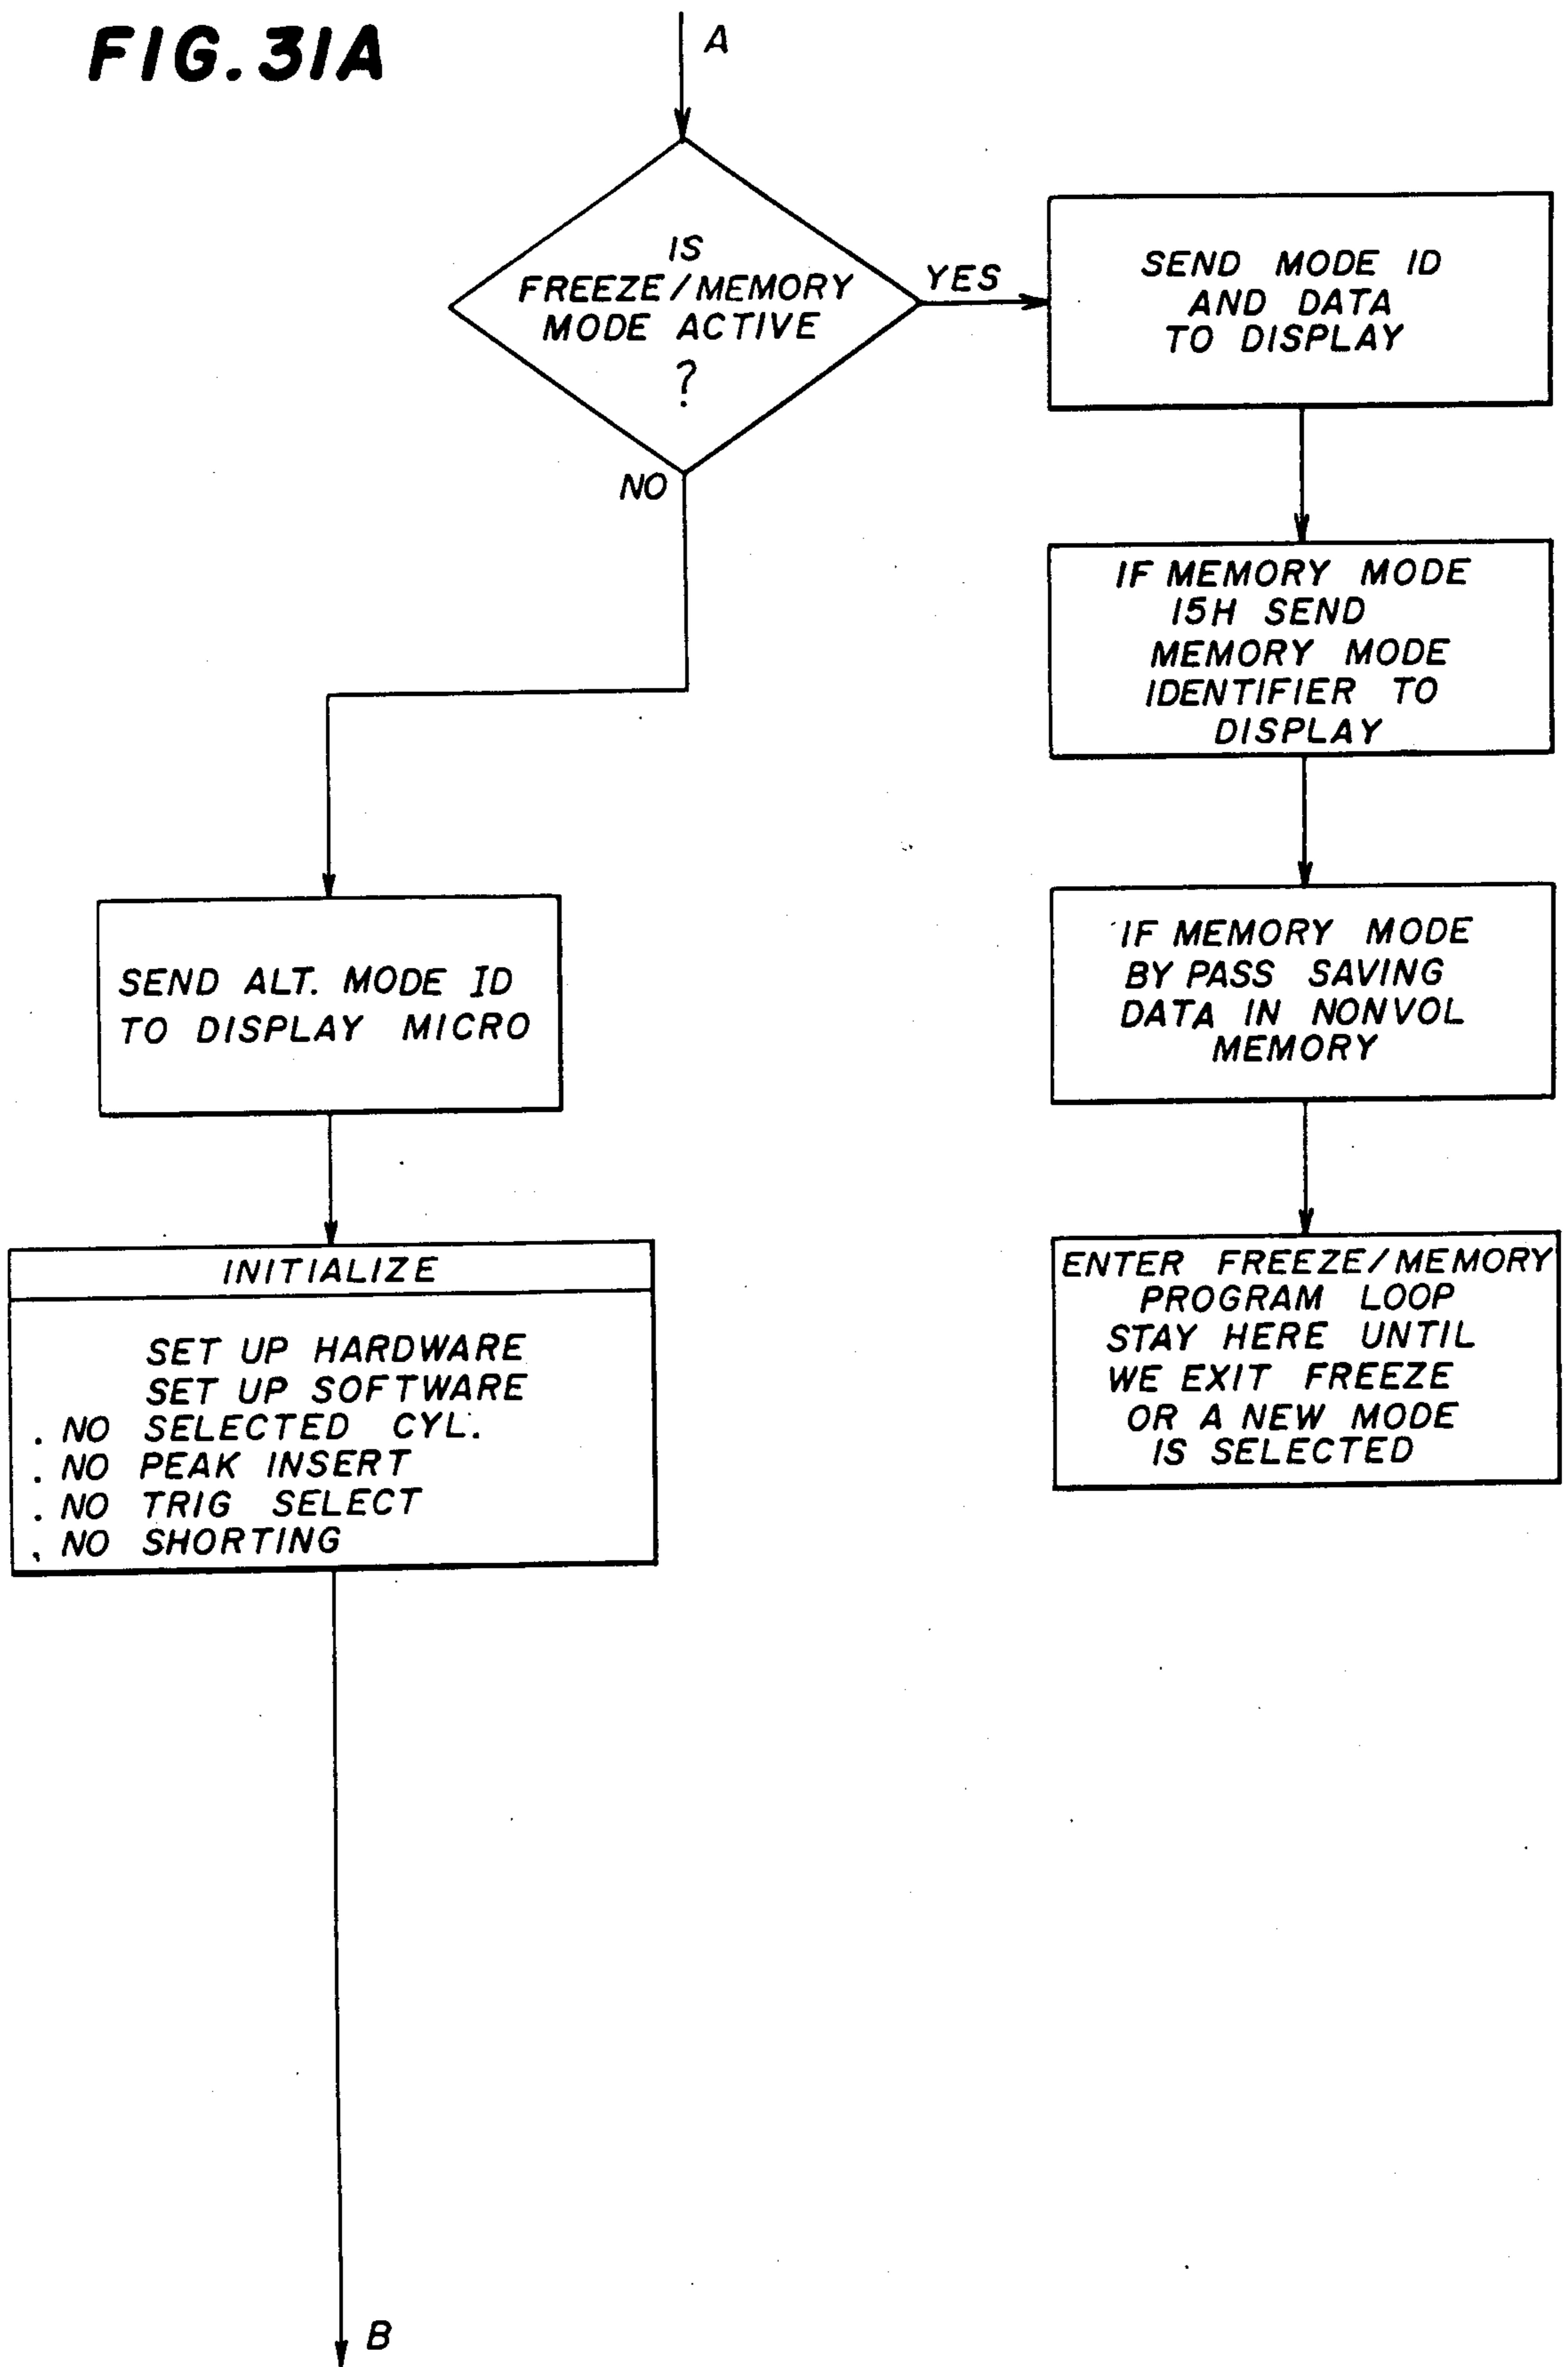 FIG. 31A
A
IS
FREEZE/MEMORY
MODE ACTIVE
?
YES
NO
SEND MODE ID
AND DATA
TO DISPLAY
IF MEMORY MODE
15H SEND
MEMORY MODE
IDENTIFIER TO
DISPLAY
IF MEMORY MODE
BY PASS SAVING
DATA IN NONVOL
MEMORY
ENTER FREEZE/MEMORY
PROGRAM LOOP
STAY HERE UNTIL
WE EXIT FREEZE
OR A NEW MODE
IS SELECTED
SEND ALT. MODE ID
TO DISPLAY MICRO
INITIALIZE
SET UP HARDWARE
SET UP SOFTWARE
. NO SELECTED CYL.
. NO PEAK INSERT
. NO TRIG SELECT
. NO SHORTING
B